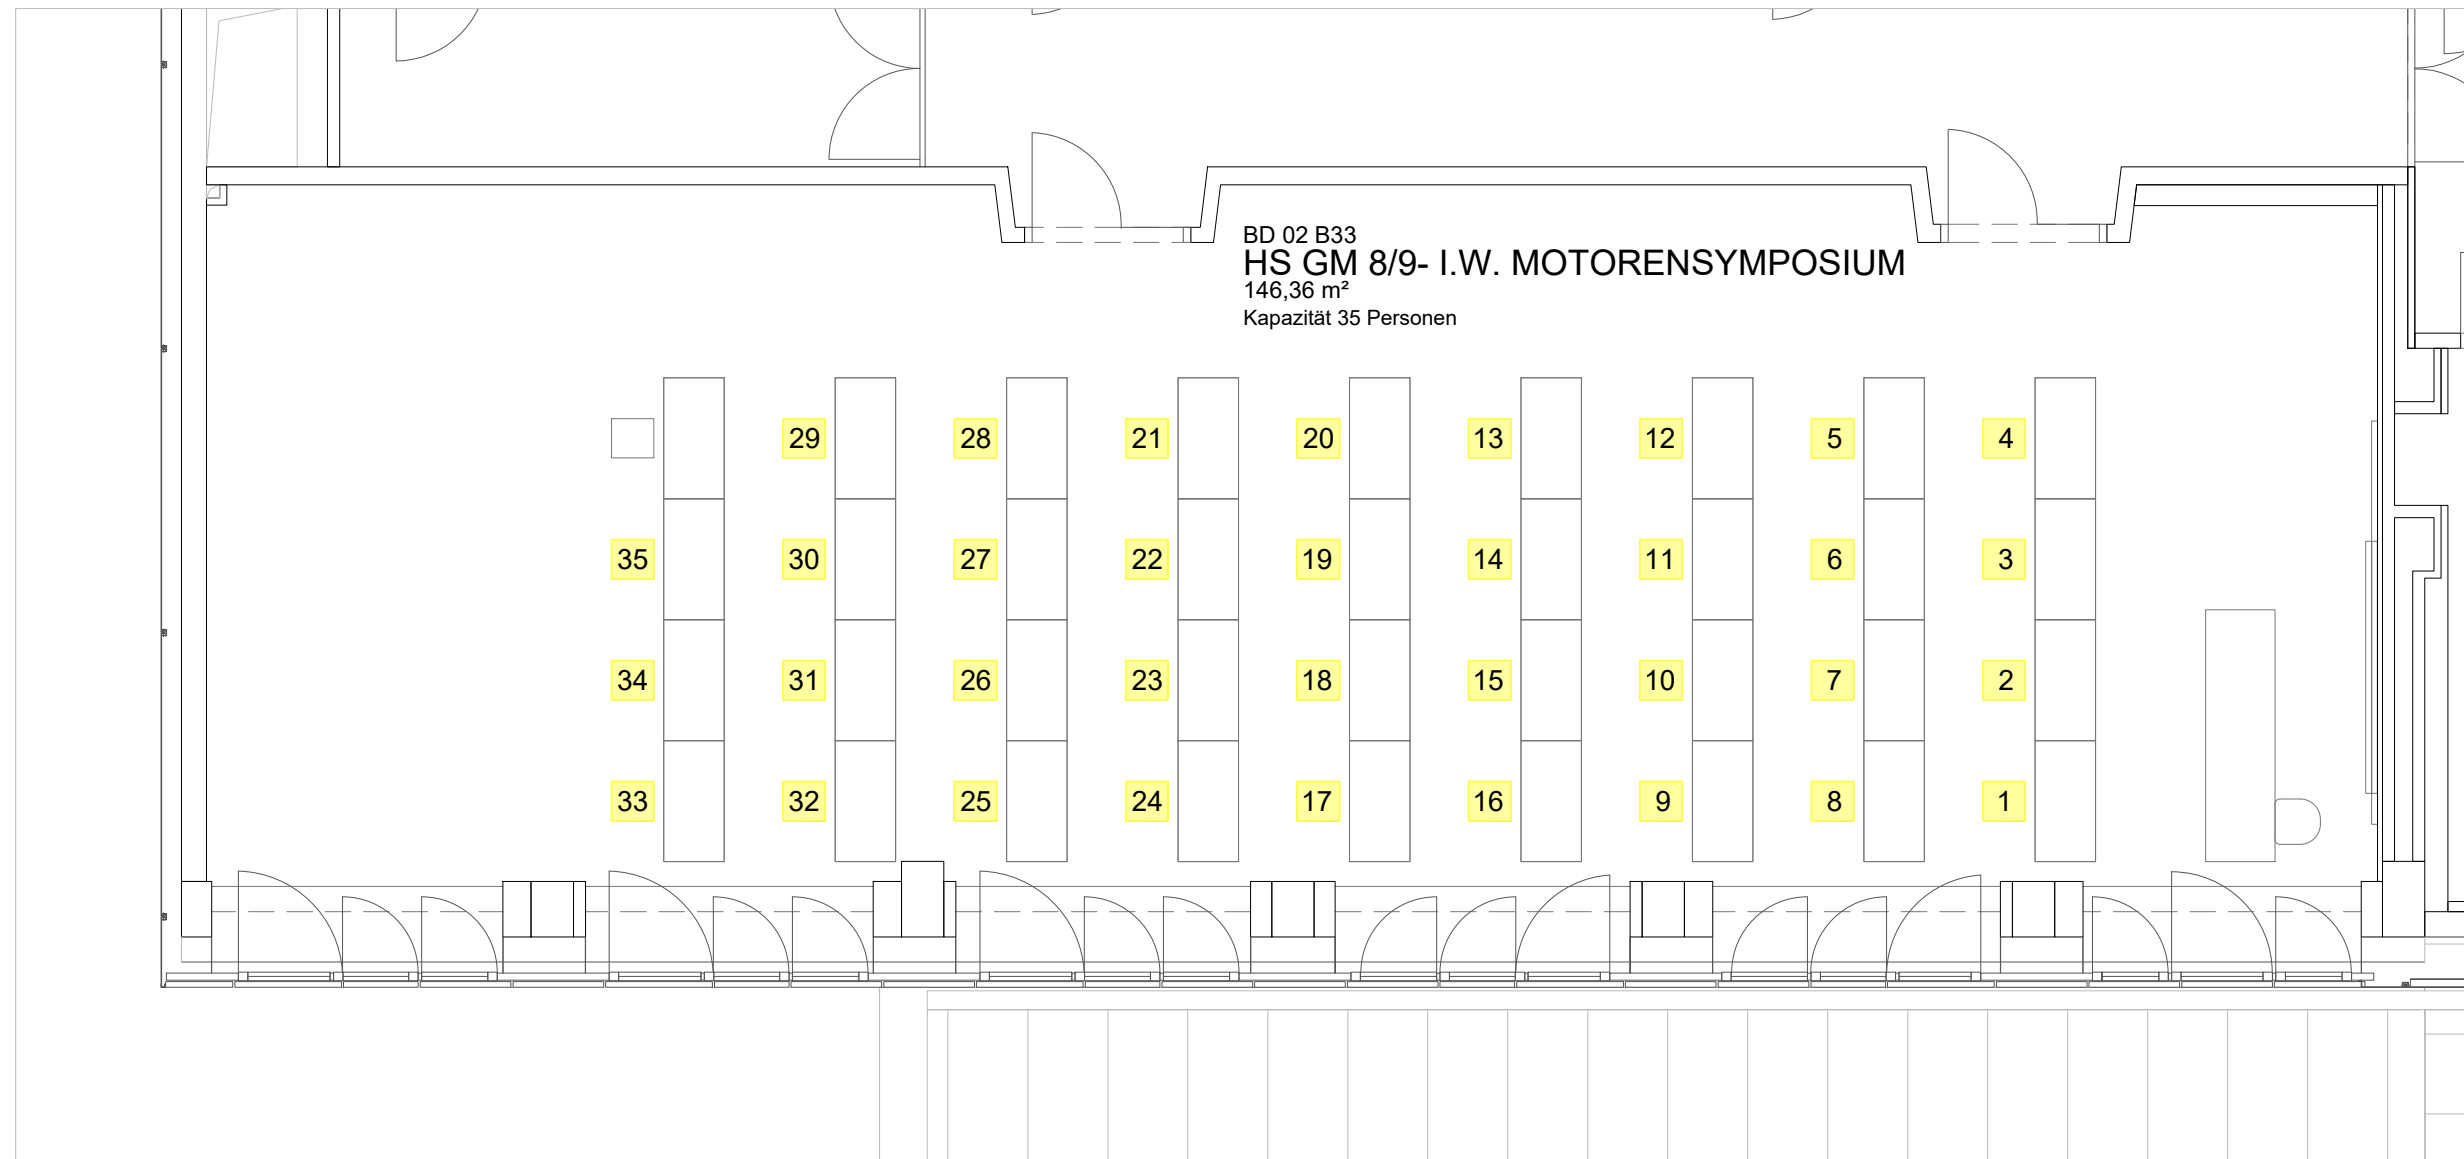 BD 02 B33
HS GM 8/9- I.W. MOTORENSYMPOSIUM
146,36 m²
Kapazität 35 Personen
29 28 21 20 13 12 5 4
35 30 27 22 19 14 11 6 3
34 31 26 23 18 15 10 7 2
33 32 25 24 17 16 9 8 1